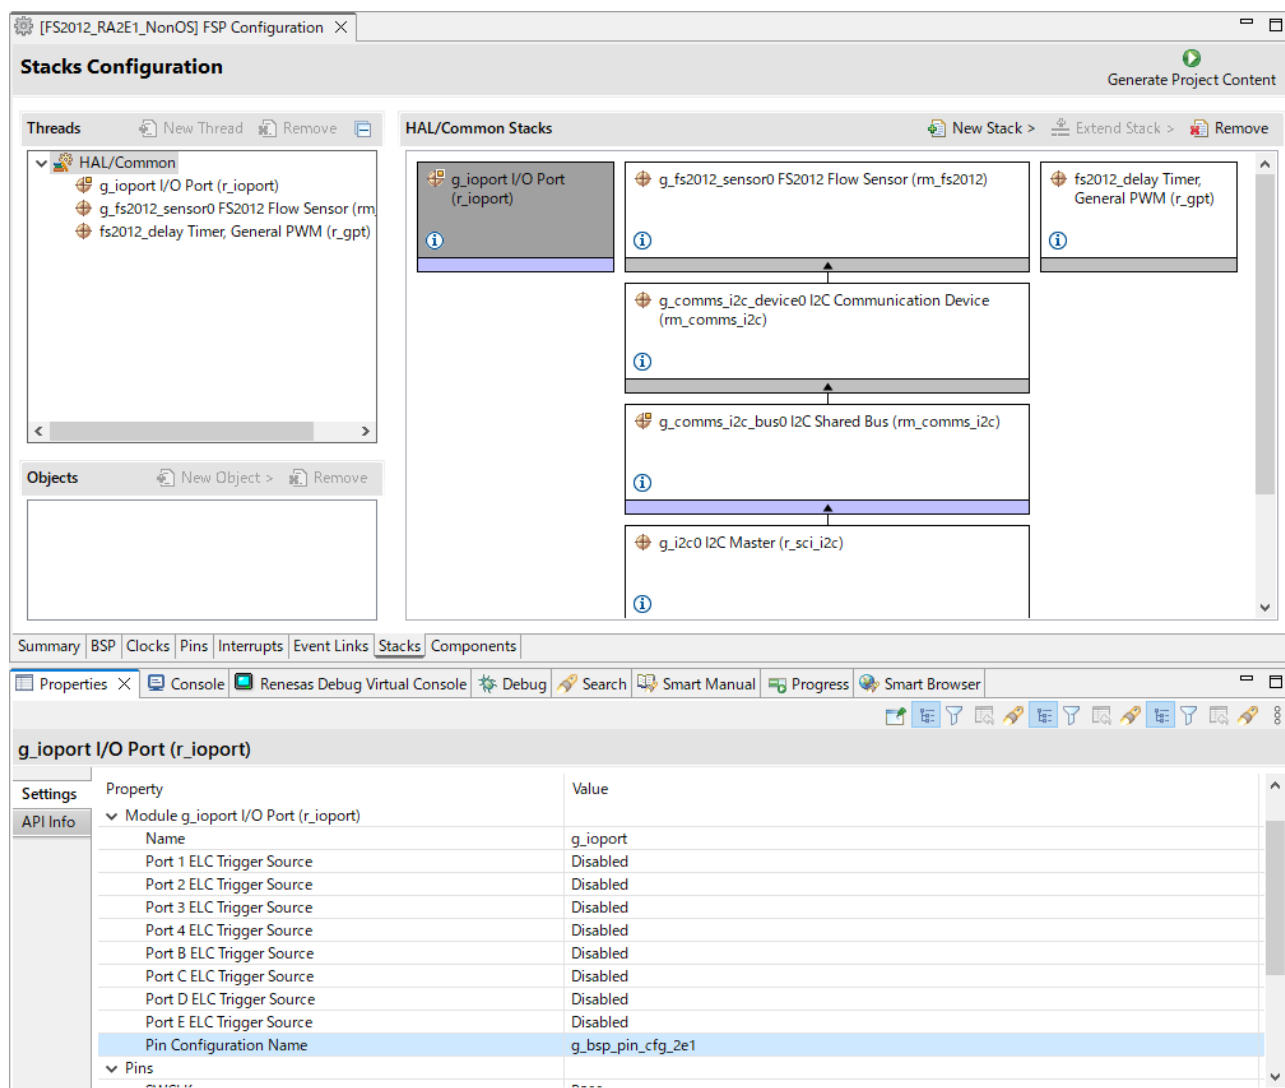 [FS2012_RA2E1_NonOS] FSP Configuration
Stacks Configuration
Generate Project Content
Threads
New Thread
Remove
HAL/Common
g_ioport I/O Port (r_ioport)
g_fs2012_sensor0 FS2012 Flow Sensor (rm_
fs2012_delay Timer, General PWM (r_gpt)
Objects
New Object >
Remove
HAL/Common Stacks
New Stack >
Extend Stack >
Remove
g_ioport I/O Port
(r_ioport)
g_fs2012_sensor0 FS2012 Flow Sensor (rm_fs2012)
fs2012_delay Timer,
General PWM (r_gpt)
g_comms_i2c_device0 I2C Communication Device
(rm_comms_i2c)
g_comms_i2c_bus0 I2C Shared Bus (rm_comms_i2c)
g_i2c0 I2C Master (r_sci_i2c)
Summary BSP Clocks Pins Interrupts Event Links Stacks Components
Properties Console Renesas Debug Virtual Console Debug Search Smart Manual Progress Smart Browser
g_ioport I/O Port (r_ioport)
Settings
API Info
Property Value
Module g_ioport I/O Port (r_ioport)
Name g_ioport
Port 1 ELC Trigger Source Disabled
Port 2 ELC Trigger Source Disabled
Port 3 ELC Trigger Source Disabled
Port 4 ELC Trigger Source Disabled
Port B ELC Trigger Source Disabled
Port C ELC Trigger Source Disabled
Port D ELC Trigger Source Disabled
Port E ELC Trigger Source Disabled
Pin Configuration Name g_bsp_pin_cfg_2e1
Pins